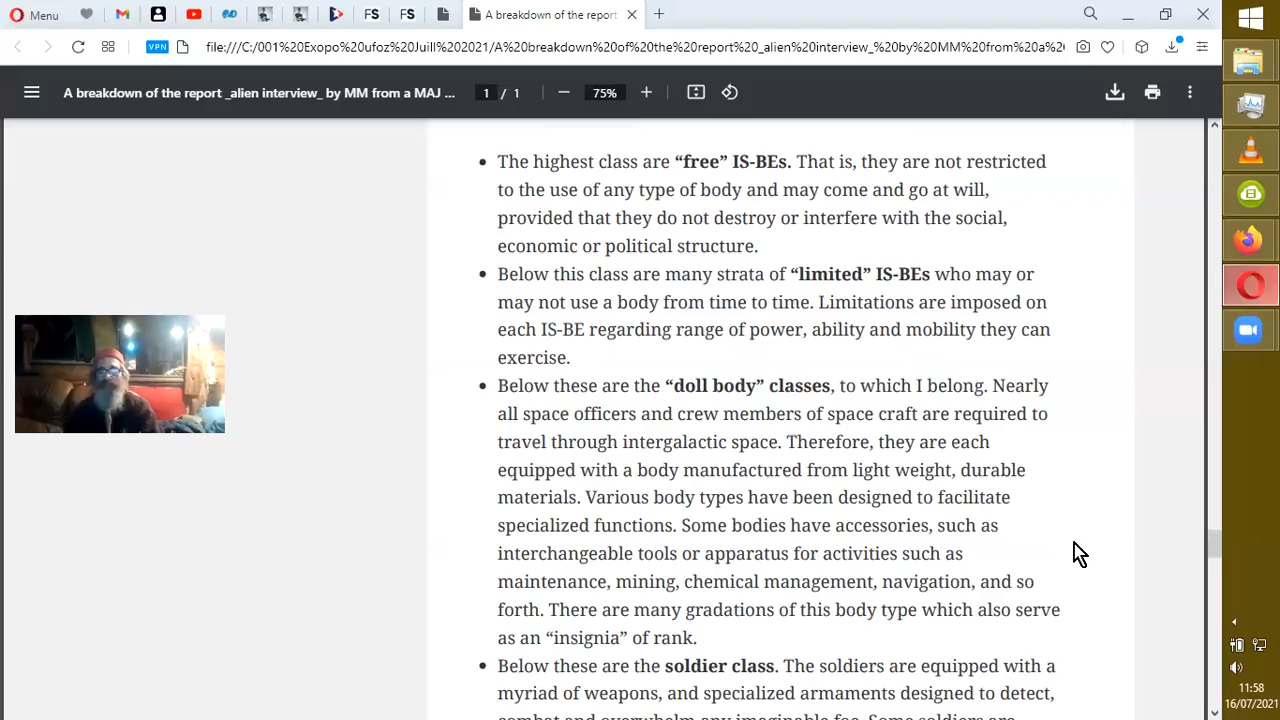 Menu
FS
FS
A breakdown of the report
VPN
file:///C:/001%20Exopo%20ufoz%20Juill%202021/A%20breakdown%20of%20the%20report%20_alien%20interview_%20by%20MM%20from%20a%
A breakdown of the report _alien interview_ by MM from a MAJ ...
1 / 1
75%
The highest class are “free” IS-BEs. That is, they are not restricted
to the use of any type of body and may come and go at will,
provided that they do not destroy or interfere with the social,
economic or political structure.
Below this class are many strata of “limited” IS-BEs who may or
may not use a body from time to time. Limitations are imposed on
each IS-BE regarding range of power, ability and mobility they can
exercise.
Below these are the “doll body” classes, to which I belong. Nearly
all space officers and crew members of space craft are required to
travel through intergalactic space. Therefore, they are each
equipped with a body manufactured from light weight, durable
materials. Various body types have been designed to facilitate
specialized functions. Some bodies have accessories, such as
interchangeable tools or apparatus for activities such as
maintenance, mining, chemical management, navigation, and so
forth. There are many gradations of this body type which also serve
as an “insignia” of rank.
Below these are the soldier class. The soldiers are equipped with a
myriad of weapons, and specialized armaments designed to detect,
combat and overwhelm any imaginable foe. Some soldiers are
11:58
16/07/2021